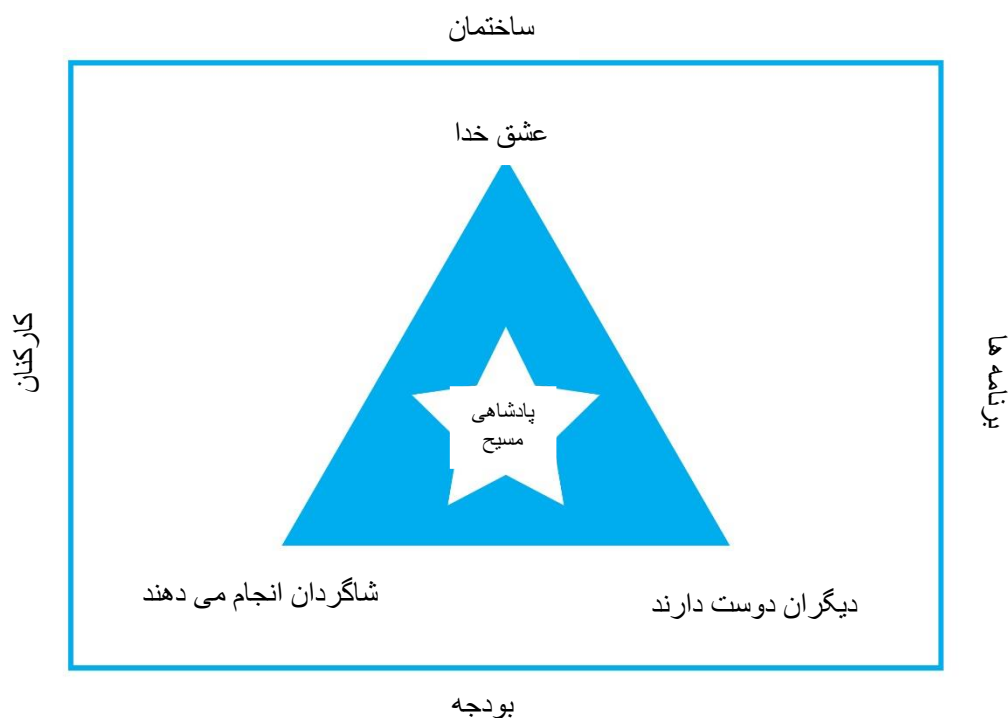 ساختمان
عشق خدا
کارکنان
برنامه ها
پادشاهی
مسیح
شاگردان انجام می دهند
دیگران دوست دارند
بودجه